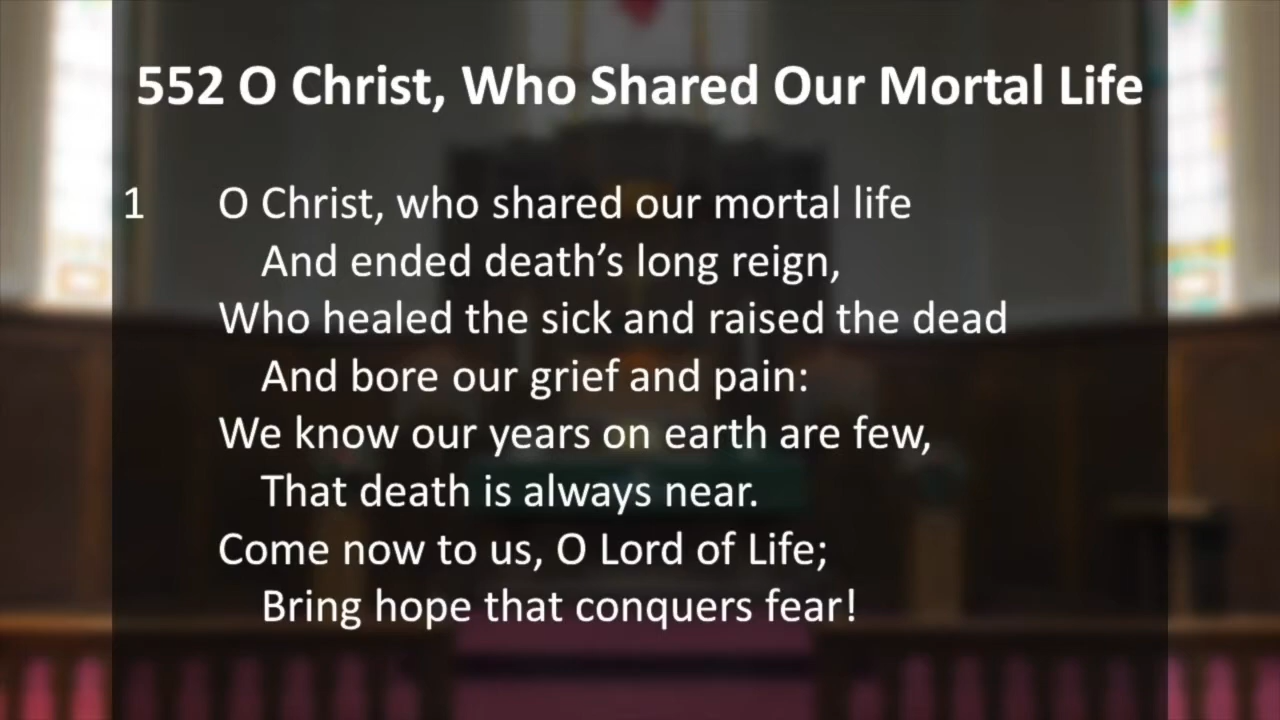 552 O Christ, Who Shared Our Mortal Life
1 O Christ, who shared our mortal life
And ended death’s long reign,
Who healed the sick and raised the dead
And bore our grief and pain:
We know our years on earth are few,
That death is always near.
Come now to us, O Lord of Life;
Bring hope that conquers fear!